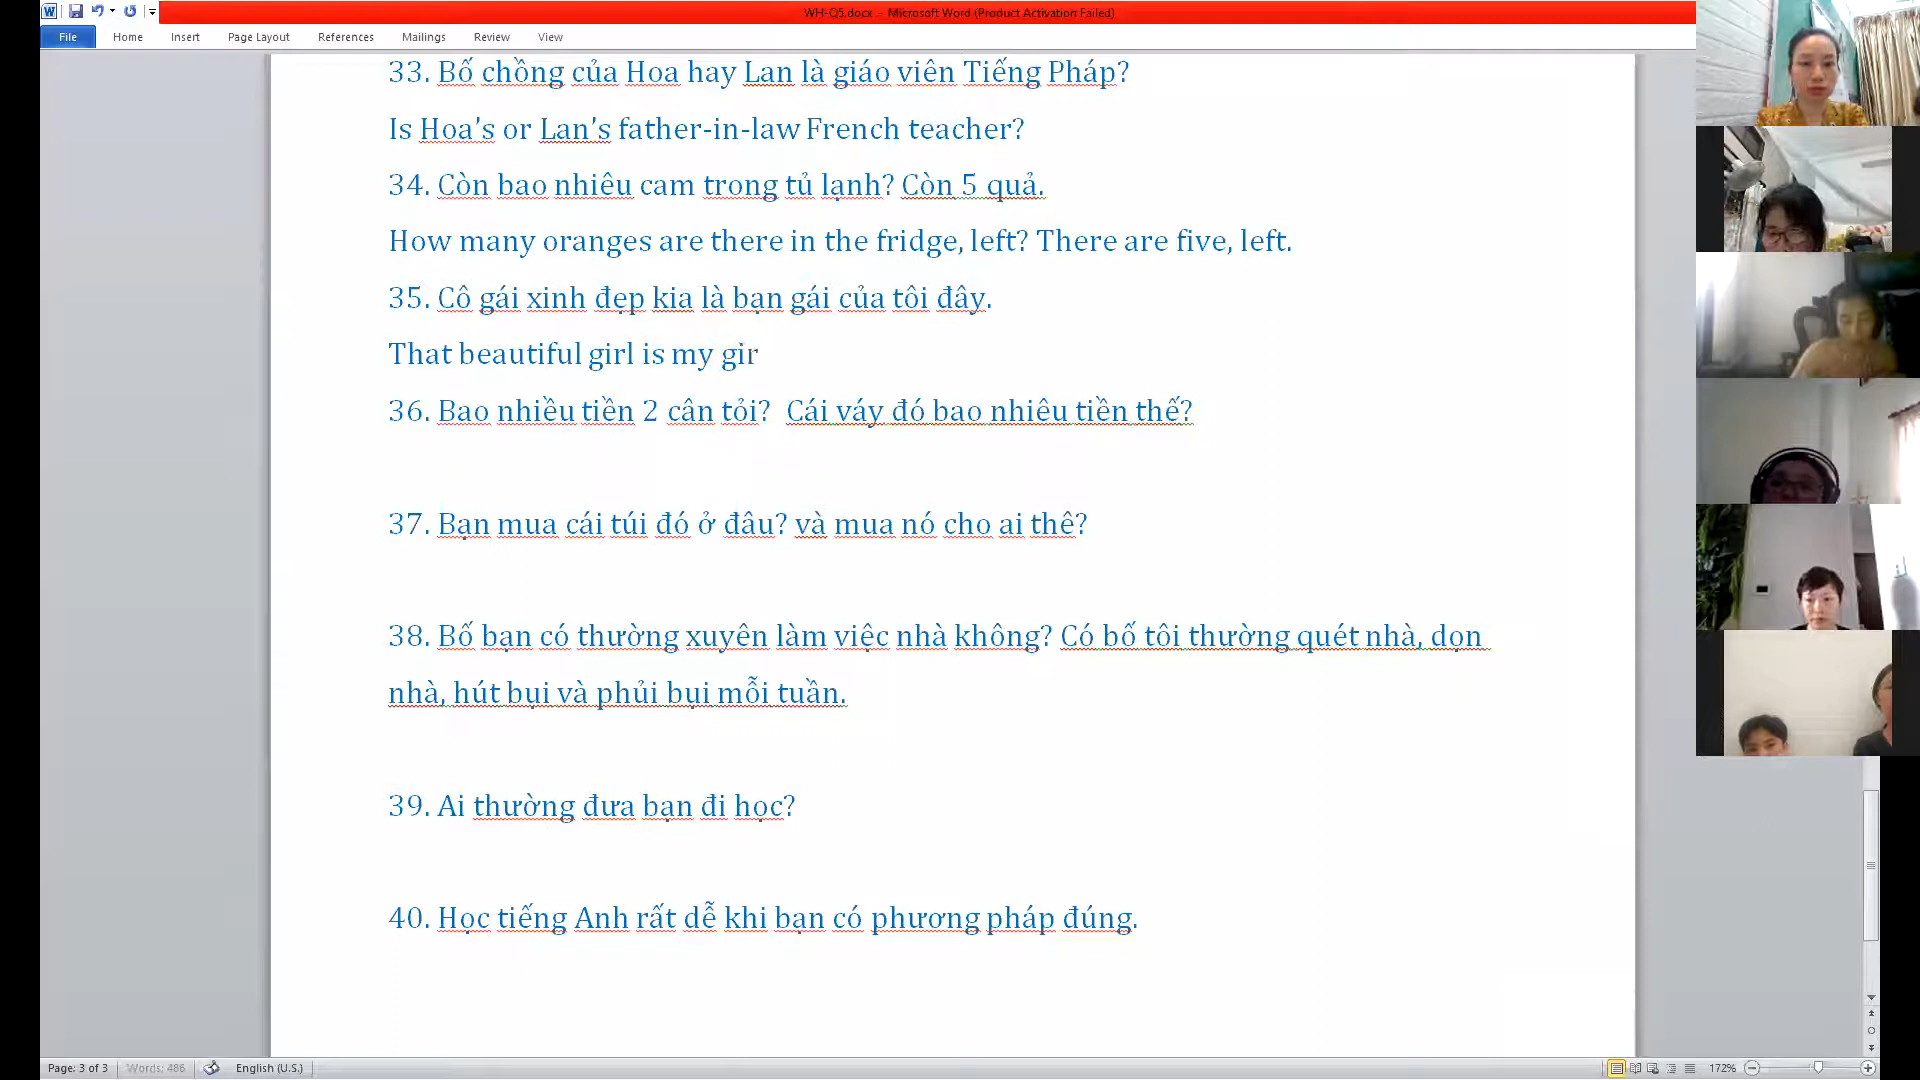 WH-Q5.docx - Microsoft Word (Product Activation Failed)
File Home Insert Page Layout References Mailings Review View
33. Bố chồng của Hoa hay Lan là giáo viên Tiếng Pháp?
Is Hoa's or Lan's father-in-law French teacher?
34. Còn bao nhiêu cam trong tủ lạnh? Còn 5 quả.
How many oranges are there in the fridge, left? There are five, left.
35. Cô gái xinh đẹp kia là bạn gái của tôi đây.
That beautiful girl is my gir
36. Bao nhiều tiền 2 cân tỏi?  Cái váy đó bao nhiêu tiền thế?
37. Bạn mua cái túi đó ở đâu? và mua nó cho ai thê?
38. Bố bạn có thường xuyên làm việc nhà không? Có bố tôi thường quét nhà, dọn
nhà, hút bụi và phủi bụi mỗi tuần.
39. Ai thường đưa bạn đi học?
40. Học tiếng Anh rất dễ khi bạn có phương pháp đúng.
Page: 3 of 3 Words: 486 English (U.S.) 172%